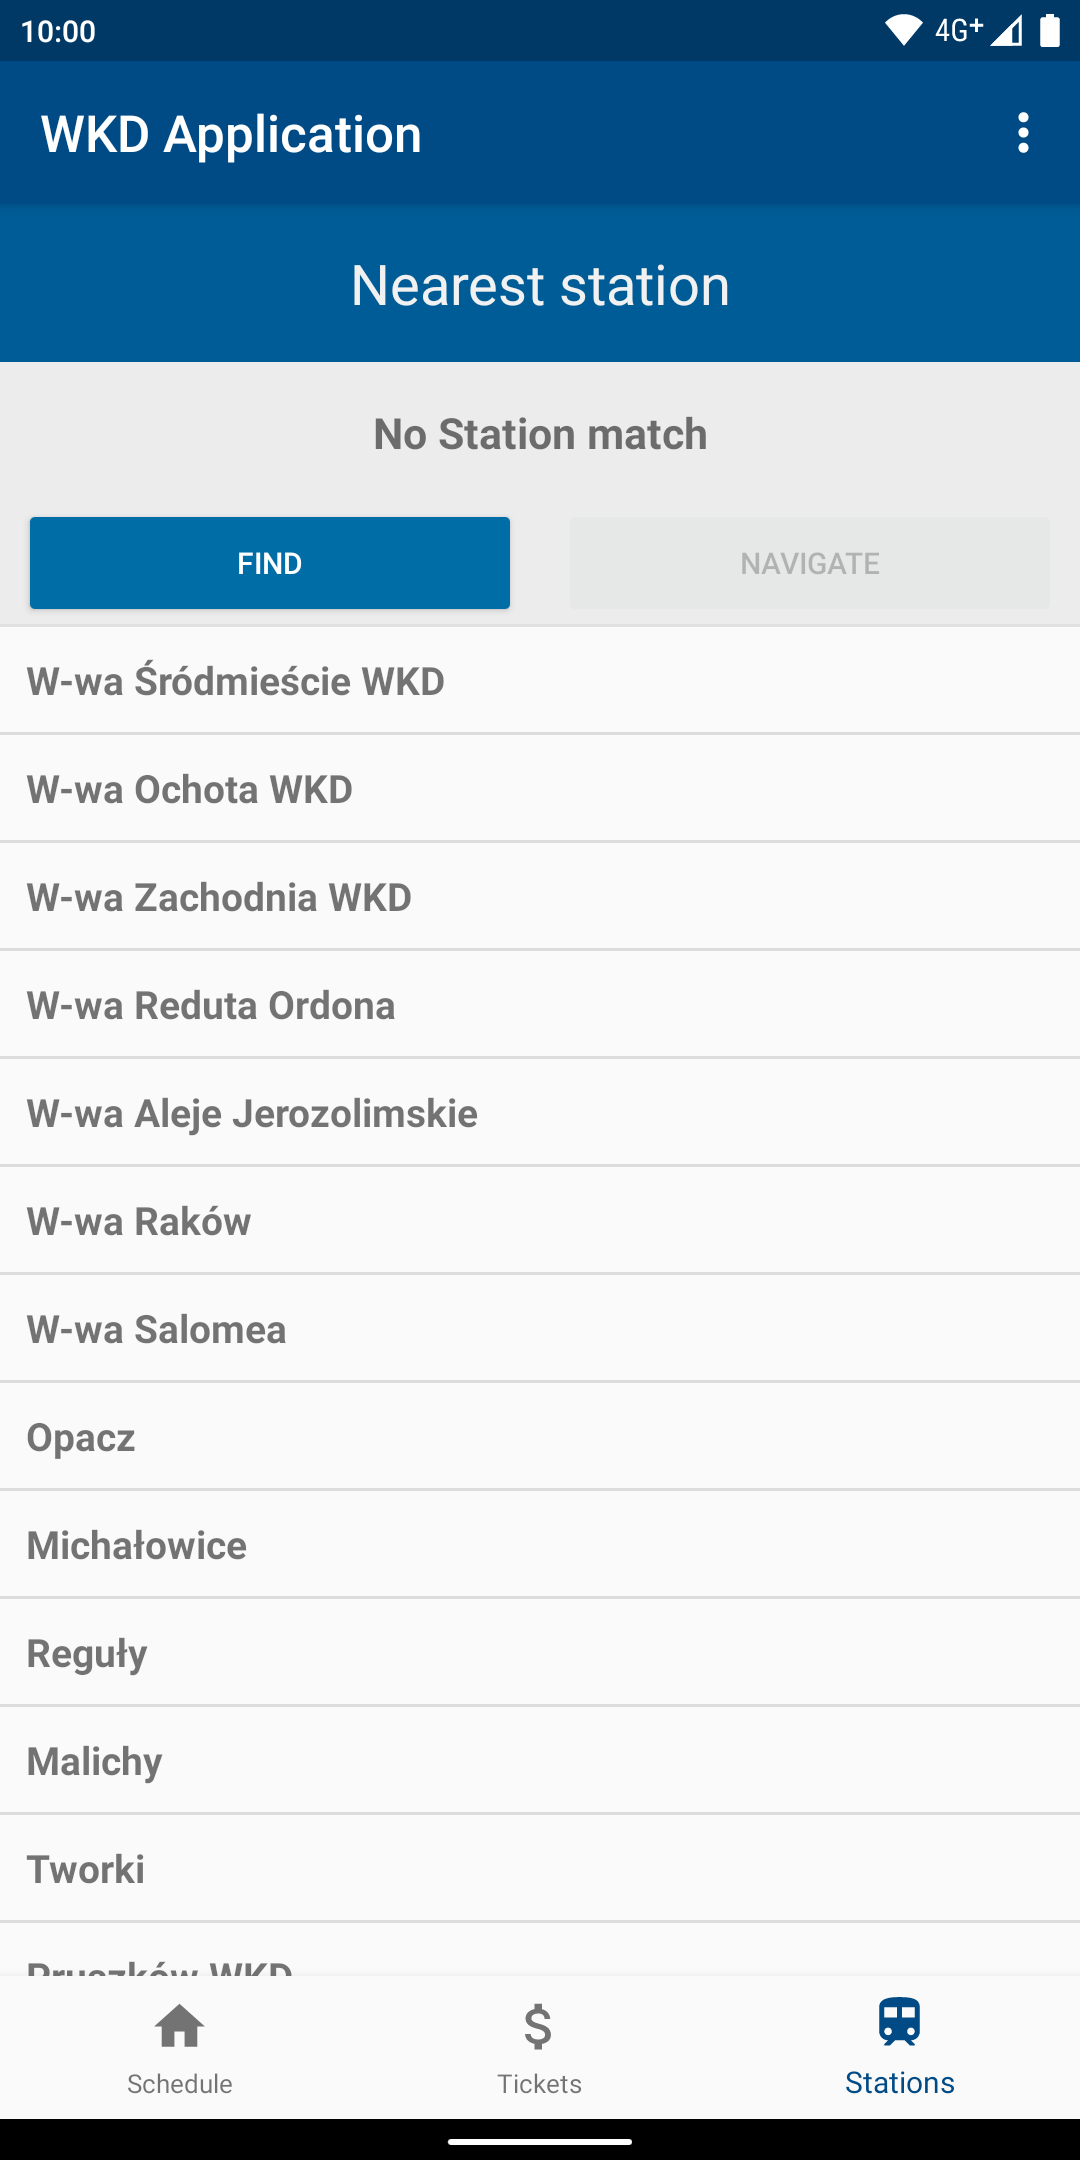 10:00
4G+
WKD Application
Nearest station
No Station match
FIND
NAVIGATE
W-wa Śródmieście WKD
W-wa Ochota WKD
W-wa Zachodnia WKD
W-wa Reduta Ordona
W-wa Aleje Jerozolimskie
W-wa Raków
W-wa Salomea
Opacz
Michałowice
Reguły
Malichy
Tworki
Pruszków WKD
Schedule
Tickets
Stations